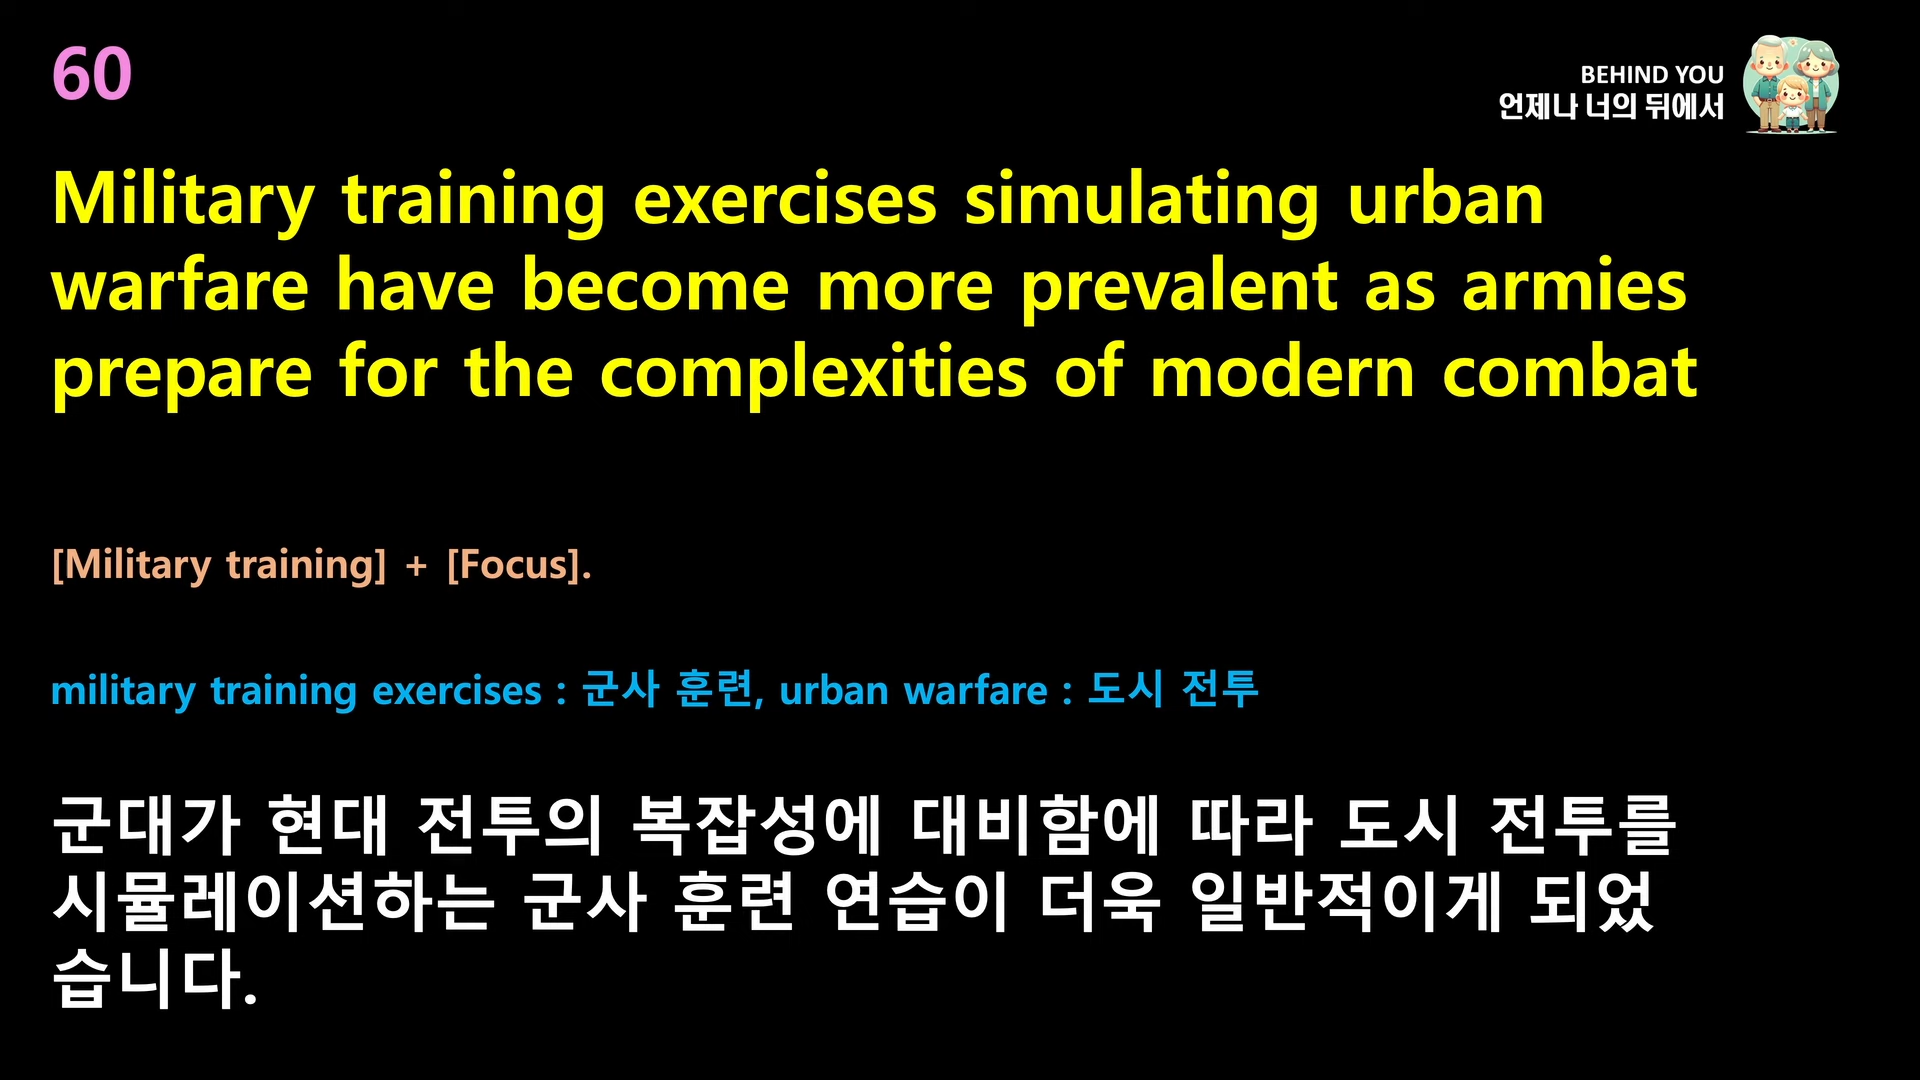 60
BEHIND YOU
언제나 너의 뒤에서
Military training exercises simulating urban
warfare have become more prevalent as armies
prepare for the complexities of modern combat
[Military training] + [Focus].
military training exercises : 군사 훈련, urban warfare : 도시 전투
군대가 현대 전투의 복잡성에 대비함에 따라 도시 전투를
시뮬레이션하는 군사 훈련 연습이 더욱 일반적이게 되었
습니다.